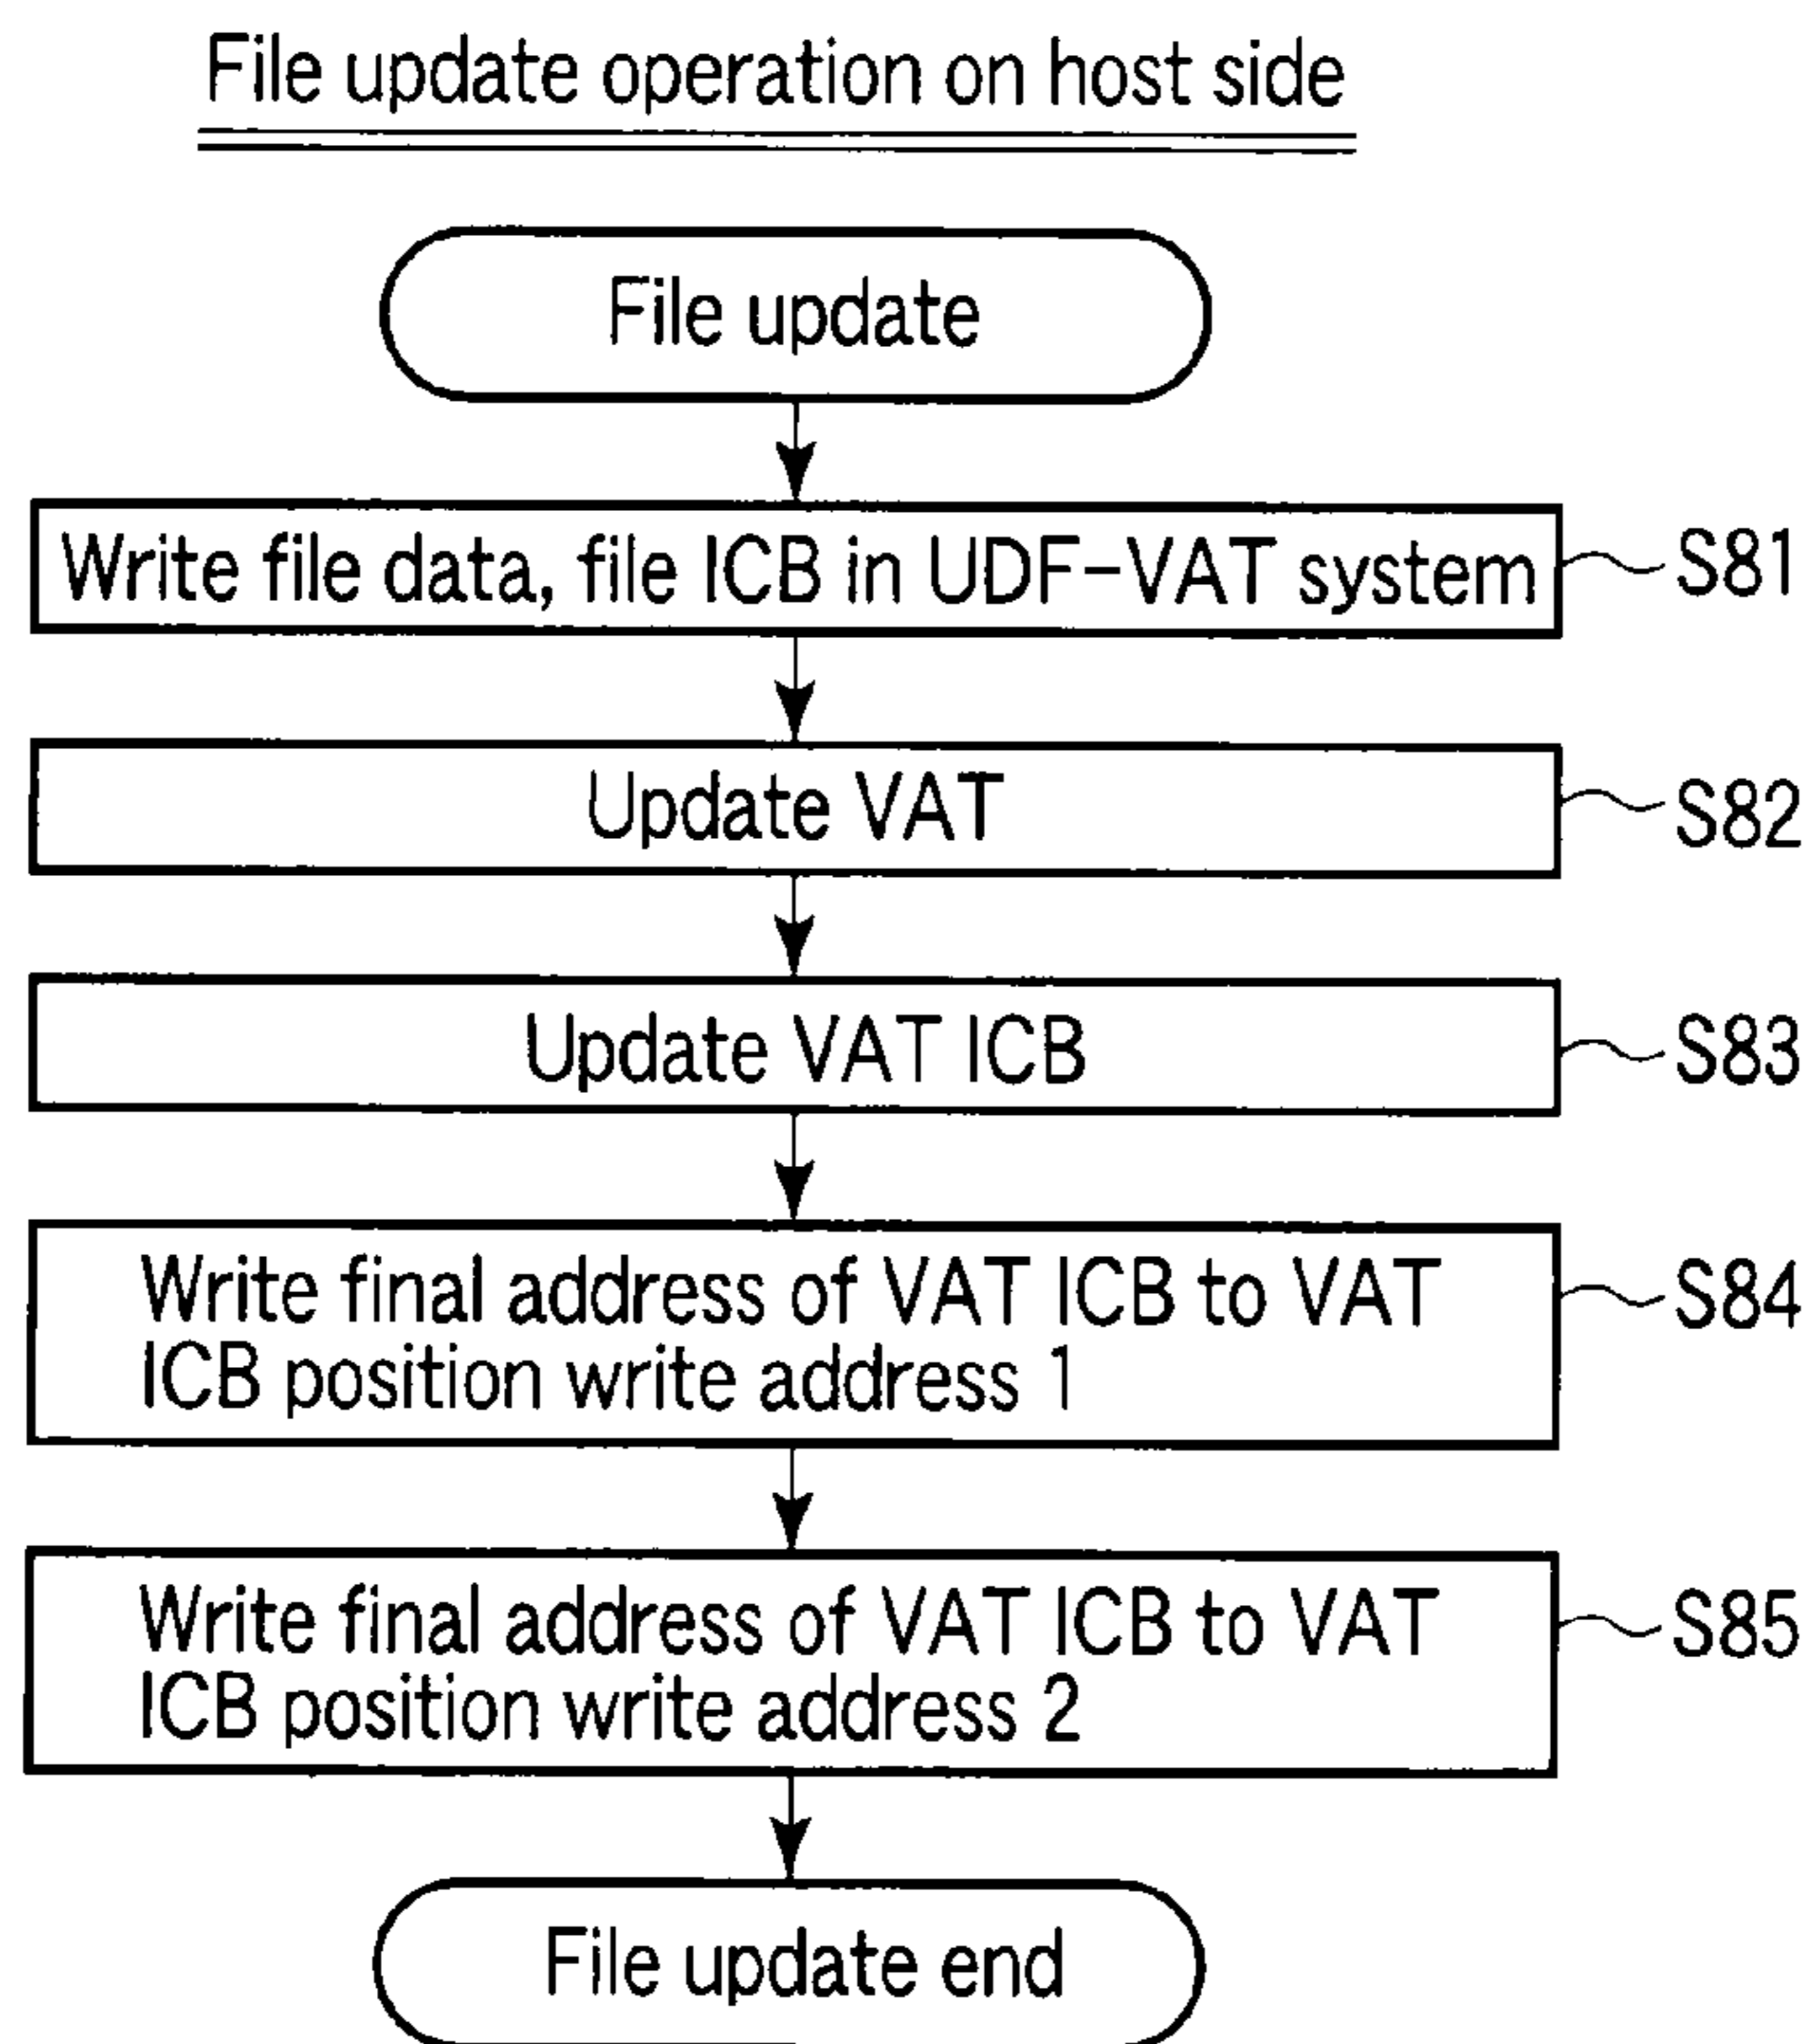 File update operation on host side
File update
Write file data, file ICB in UDF-VAT system
S81
Update VAT
S82
Update VAT ICB
S83
Write final address of VAT ICB to VAT
ICB position write address 1
S84
Write final address of VAT ICB to VAT
ICB position write address 2
S85
File update end